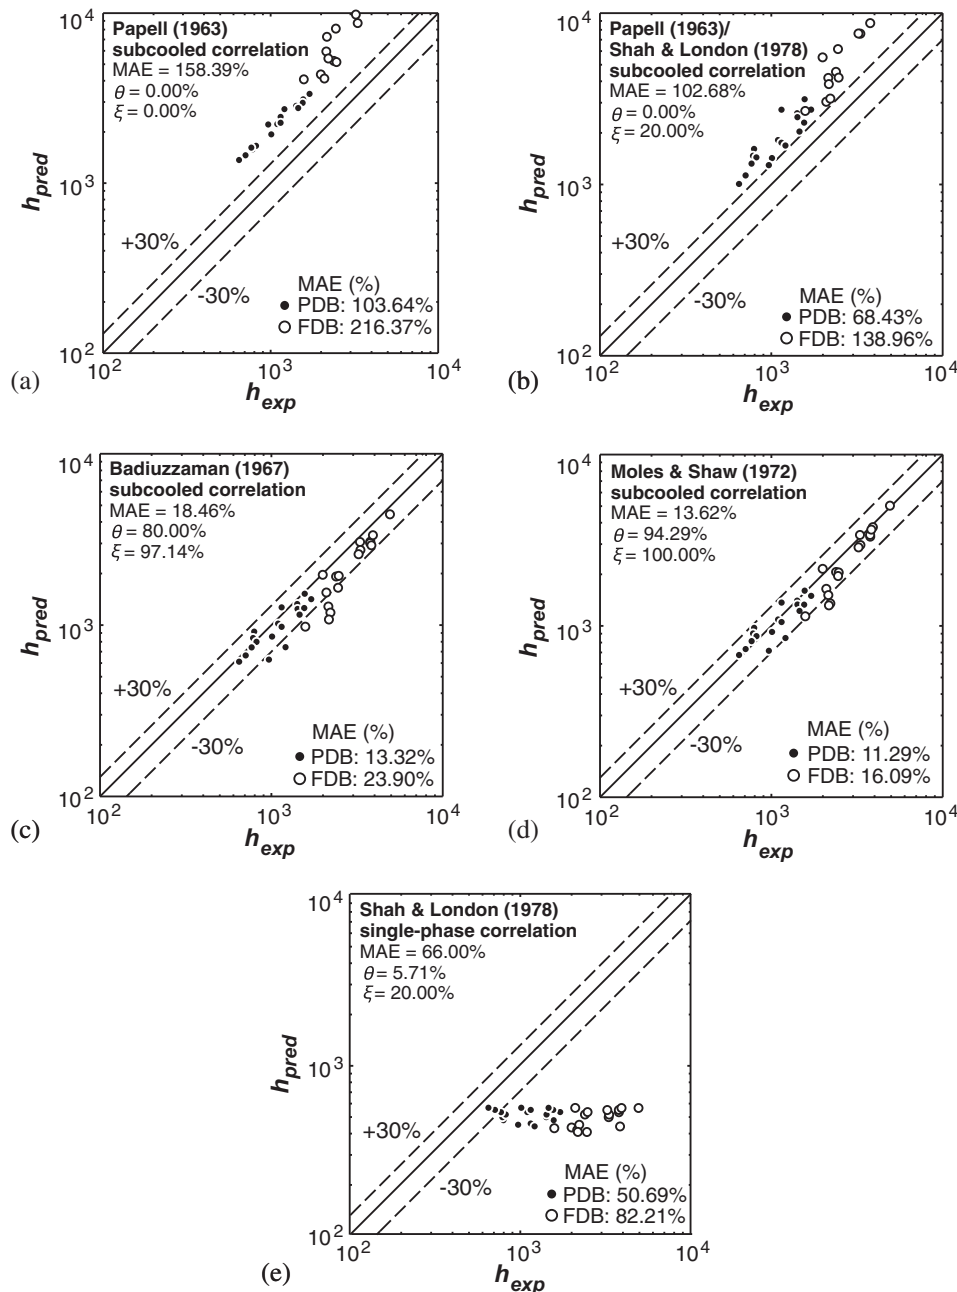 Papell (1963)
subcooled correlation
MAE = 158.39%
θ = 0.00%
ξ = 0.00%
10^4
10^3
10^2
h_pred
+30%
-30%
MAE (%)
● PDB: 103.64%
○ FDB: 216.37%
10^2 10^3 10^4
h_exp
(a)
Papell (1963)/
Shah & London (1978)
subcooled correlation
MAE = 102.68%
θ = 0.00%
ξ = 20.00%
10^4
10^3
10^2
h_pred
+30%
-30%
MAE (%)
● PDB: 68.43%
○ FDB: 138.96%
10^2 10^3 10^4
h_exp
(b)
Badiuzzaman (1967)
subcooled correlation
MAE = 18.46%
θ = 80.00%
ξ = 97.14%
10^4
10^3
10^2
h_pred
+30%
-30%
MAE (%)
● PDB: 13.32%
○ FDB: 23.90%
10^2 10^3 10^4
h_exp
(c)
Moles & Shaw (1972)
subcooled correlation
MAE = 13.62%
θ = 94.29%
ξ = 100.00%
10^4
10^3
10^2
h_pred
+30%
-30%
MAE (%)
● PDB: 11.29%
○ FDB: 16.09%
10^2 10^3 10^4
h_exp
(d)
Shah & London (1978)
single-phase correlation
MAE = 66.00%
θ = 5.71%
ξ = 20.00%
10^4
10^3
10^2
h_pred
+30%
-30%
MAE (%)
● PDB: 50.69%
○ FDB: 82.21%
10^2 10^3 10^4
h_exp
(e)